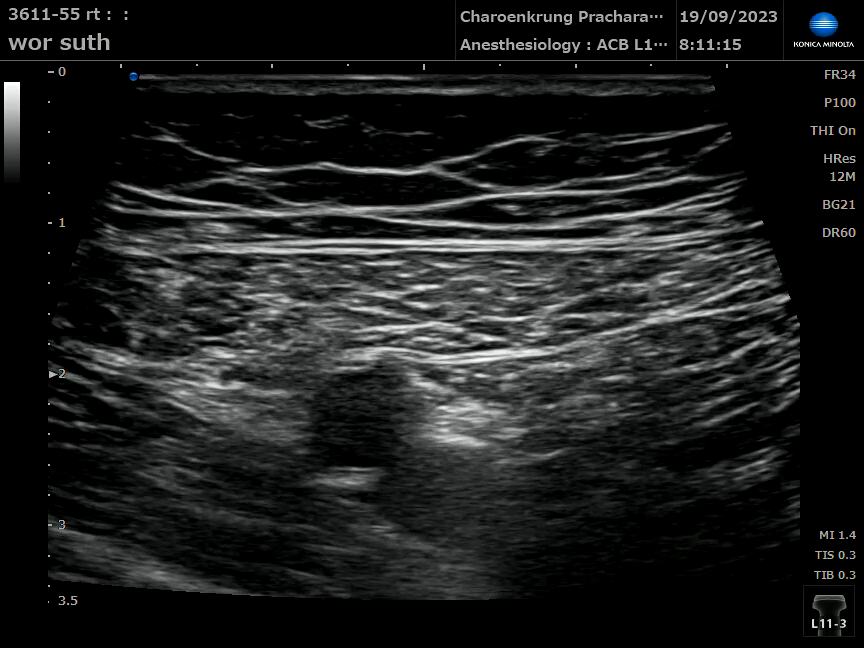 3611-55 rt : :
wor suth
Charoenkrung Prachara···
19/09/2023
Anesthesiology : ACB L1···
8:11:15
KONICA MINOLTA
0
1
2
3
3.5
FR34
P100
THI On
HRes
12M
BG21
DR60
MI 1.4
TIS 0.3
TIB 0.3
L11-3